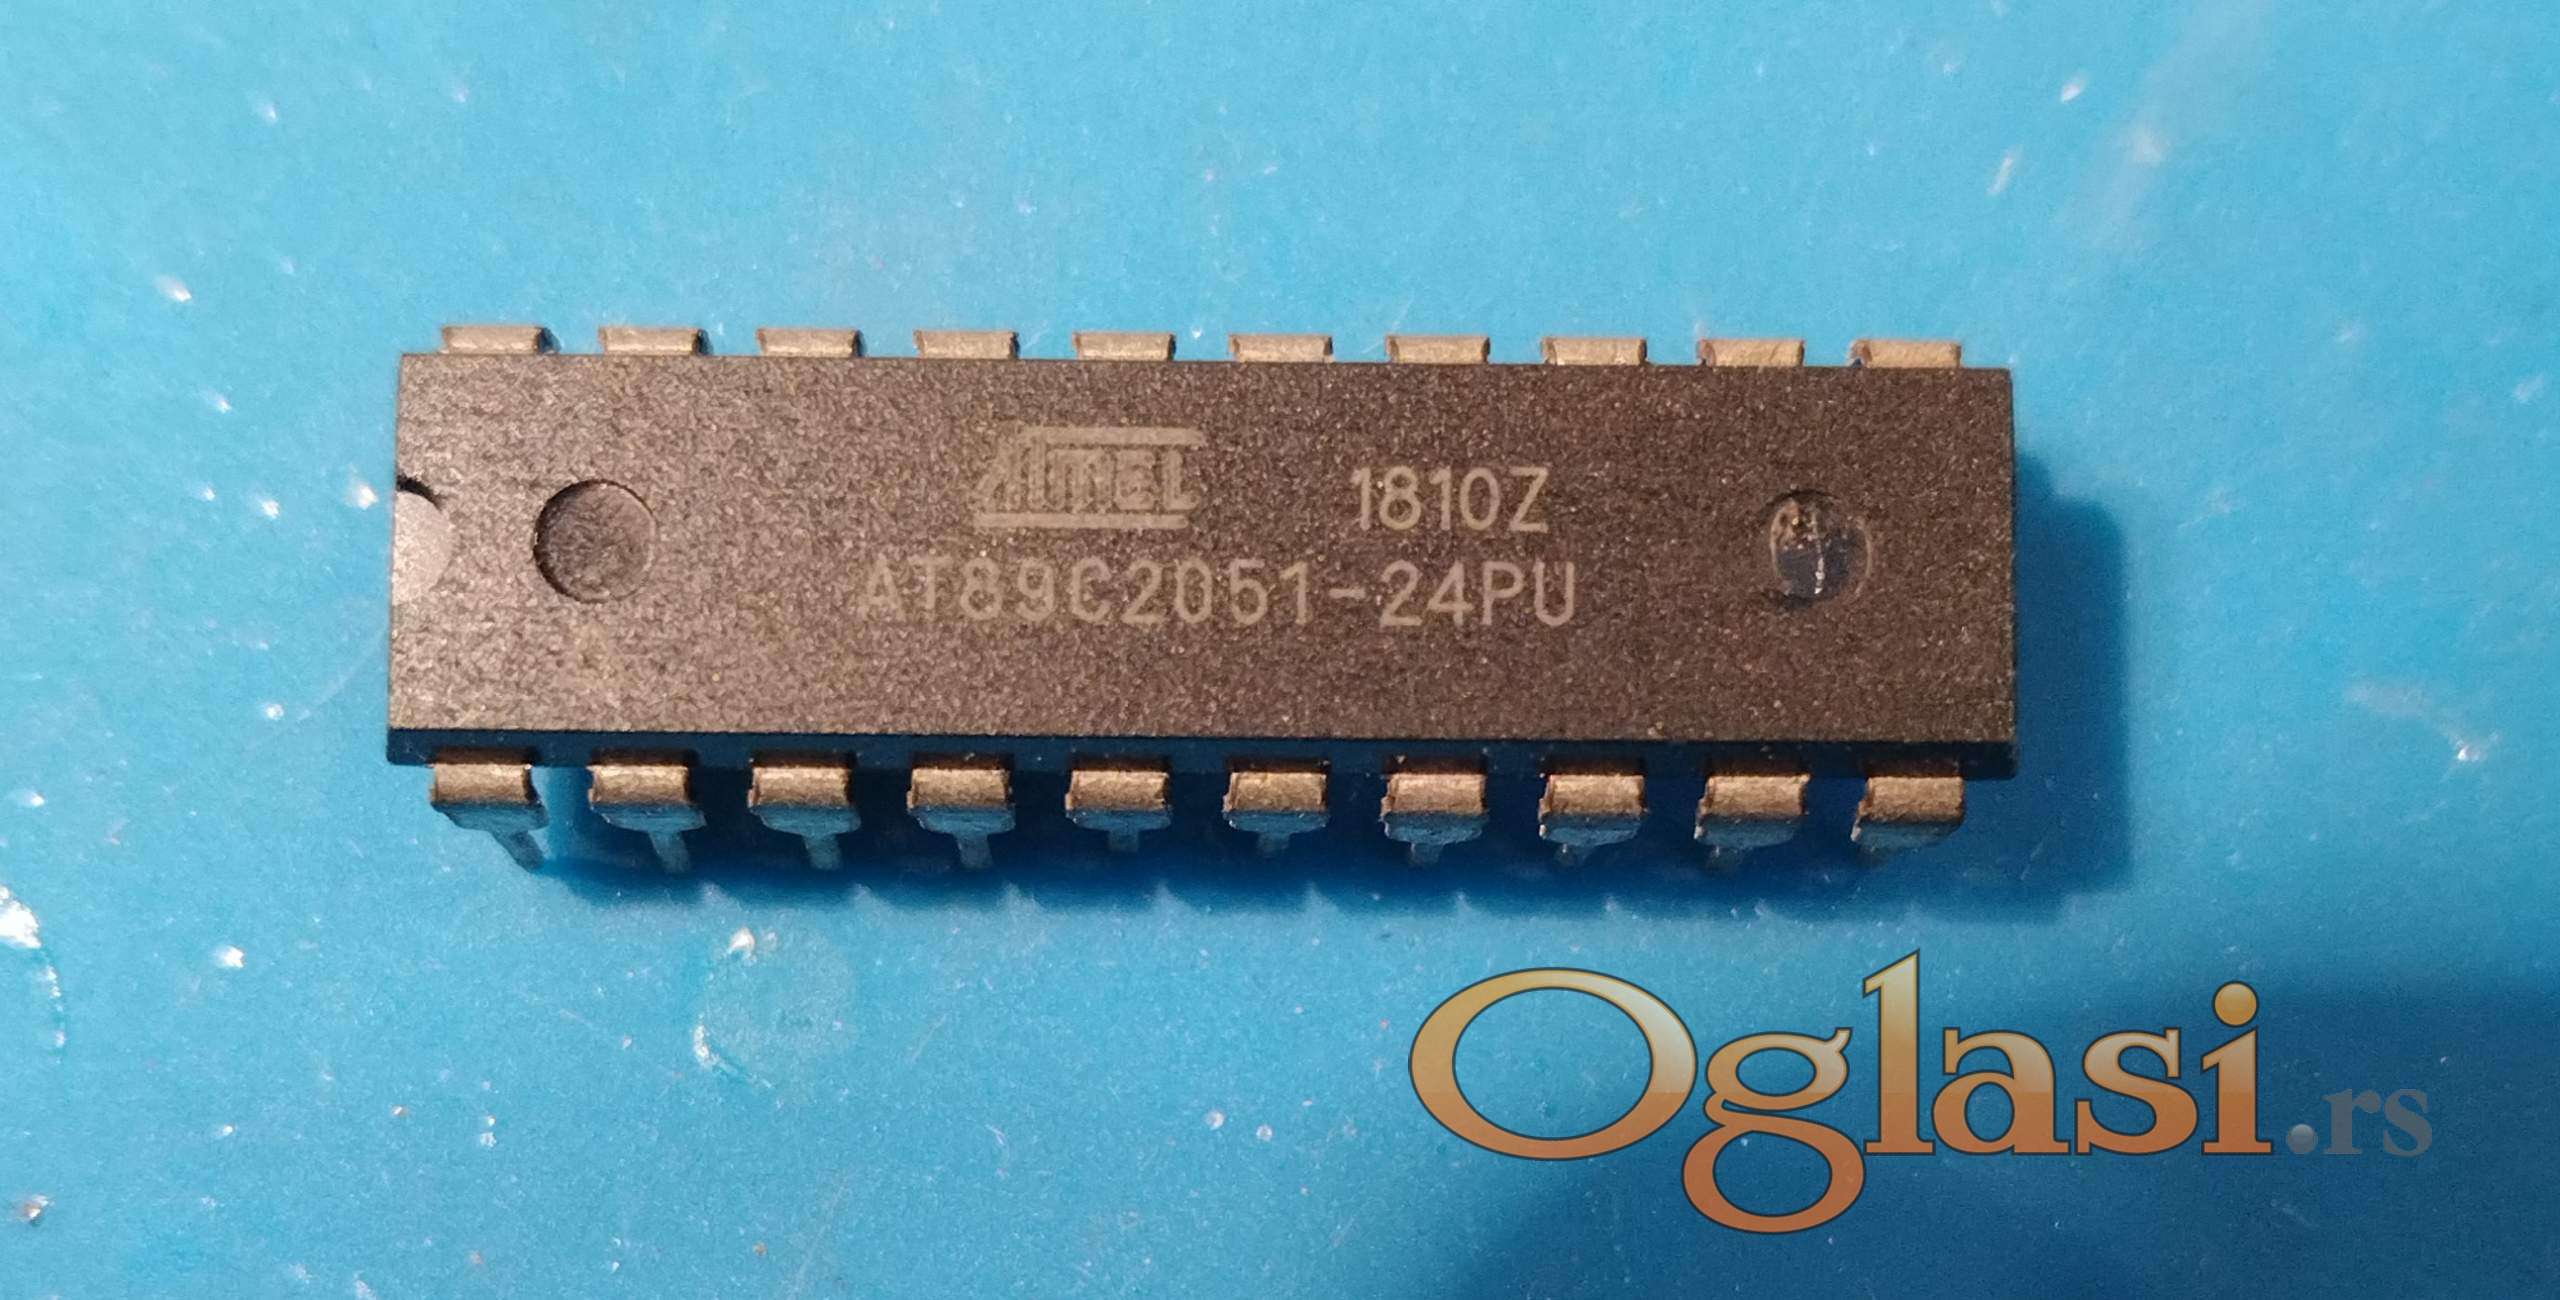 ATMEL 1810Z
AT89C2051-24PU
Oglasi.rs